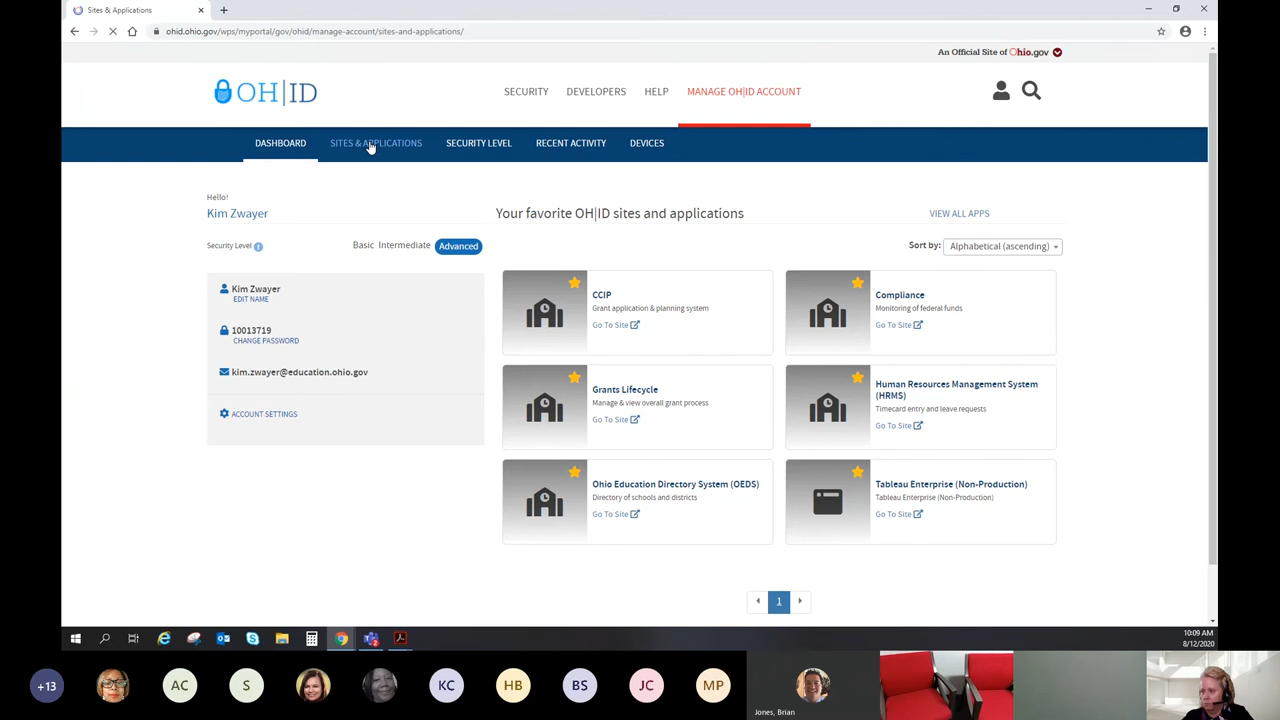 Sites & Applications
ohid.ohio.gov/wps/myportal/gov/ohid/manage-account/sites-and-applications/
An Official Site of Ohio.gov
OH|ID
SECURITY DEVELOPERS HELP MANAGE OH|ID ACCOUNT
DASHBOARD SITES & APPLICATIONS SECURITY LEVEL RECENT ACTIVITY DEVICES
Hello!
Kim Zwayer
Security Level
Basic Intermediate Advanced
Kim Zwayer
EDIT NAME
10013719
CHANGE PASSWORD
kim.zwayer@education.ohio.gov
ACCOUNT SETTINGS
Your favorite OH|ID sites and applications
VIEW ALL APPS
Sort by: Alphabetical (ascending)
CCIP
Grant application & planning system
Go To Site
Compliance
Monitoring of federal funds
Go To Site
Grants Lifecycle
Manage & view overall grant process
Go To Site
Human Resources Management System
(HRMS)
Timecard entry and leave requests
Go To Site
Ohio Education Directory System (OEDS)
Directory of schools and districts
Go To Site
Tableau Enterprise (Non-Production)
Tableau Enterprise (Non-Production)
Go To Site
1
10:09 AM
8/12/2020
+13
AC
S
KC
HB
BS
JC
MP
Jones, Brian